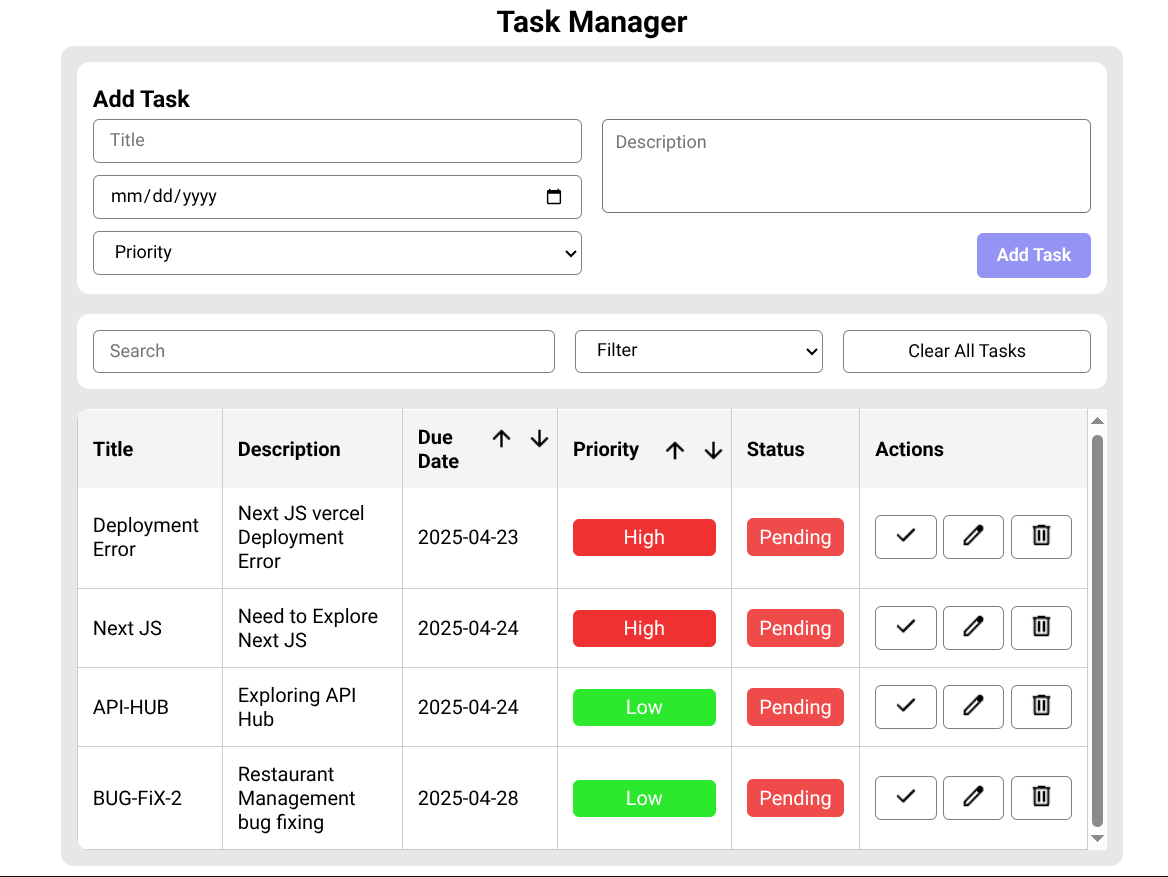 Task Manager
Add Task
Title
Description
mm/dd/yyyy
Priority
Add Task
Search
Filter
Clear All Tasks
Title
Description
Due
Date
Priority
Status
Actions
Deployment
Error
Next JS vercel
Deployment
Error
2025-04-23
High
Pending
Next JS
Need to Explore
Next JS
2025-04-24
High
Pending
API-HUB
Exploring API
Hub
2025-04-24
Low
Pending
BUG-FiX-2
Restaurant
Management
bug fixing
2025-04-28
Low
Pending